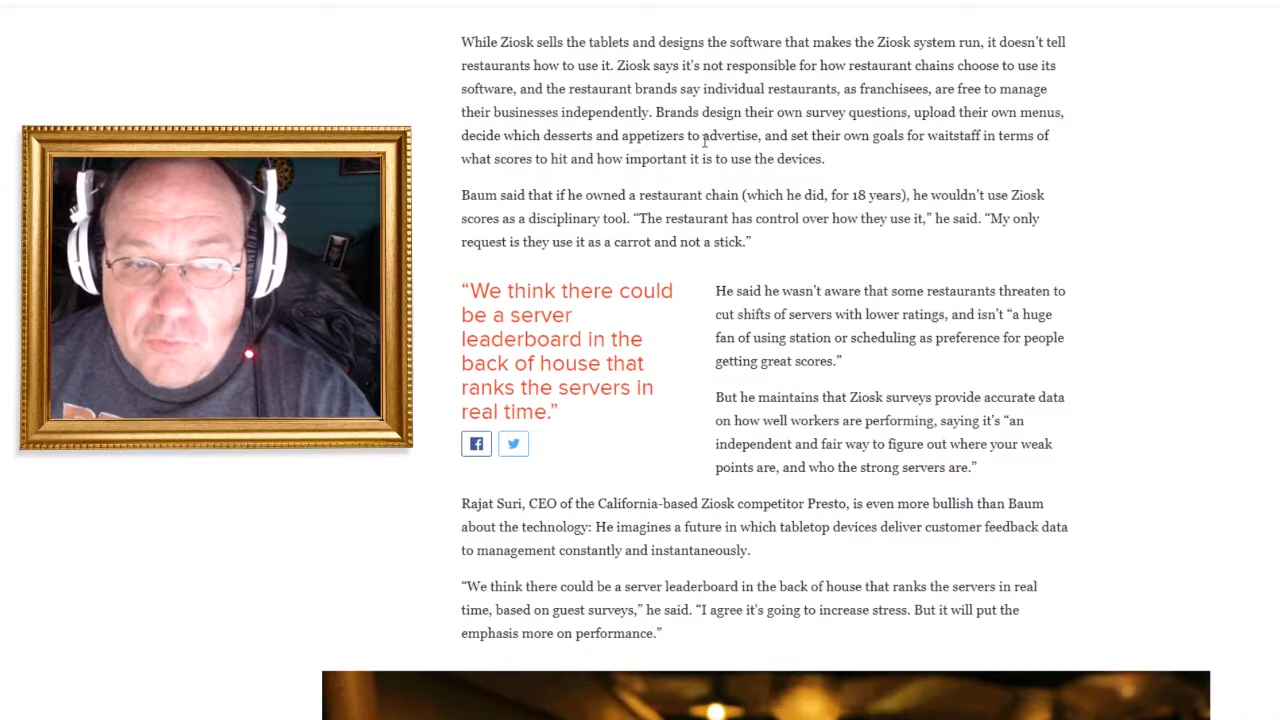 While Ziosk sells the tablets and designs the software that makes the Ziosk system run, it doesn’t tell
restaurants how to use it. Ziosk says it's not responsible for how restaurant chains choose to use its
software, and the restaurant brands say individual restaurants, as franchisees, are free to manage
their businesses independently. Brands design their own survey questions, upload their own menus,
decide which desserts and appetizers to advertise, and set their own goals for waitstaff in terms of
what scores to hit and how important it is to use the devices.
Baum said that if he owned a restaurant chain (which he did, for 18 years), he wouldn’t use Ziosk
scores as a disciplinary tool. “The restaurant has control over how they use it,” he said. “My only
request is they use it as a carrot and not a stick.”
“We think there could
be a server
leaderboard in the
back of house that
ranks the servers in
real time.”
He said he wasn’t aware that some restaurants threaten to
cut shifts of servers with lower ratings, and isn’t “a huge
fan of using station or scheduling as preference for people
getting great scores.”
But he maintains that Ziosk surveys provide accurate data
on how well workers are performing, saying it’s “an
independent and fair way to figure out where your weak
points are, and who the strong servers are.”
Rajat Suri, CEO of the California-based Ziosk competitor Presto, is even more bullish than Baum
about the technology: He imagines a future in which tabletop devices deliver customer feedback data
to management constantly and instantaneously.
“We think there could be a server leaderboard in the back of house that ranks the servers in real
time, based on guest surveys,” he said. “I agree it's going to increase stress. But it will put the
emphasis more on performance.”